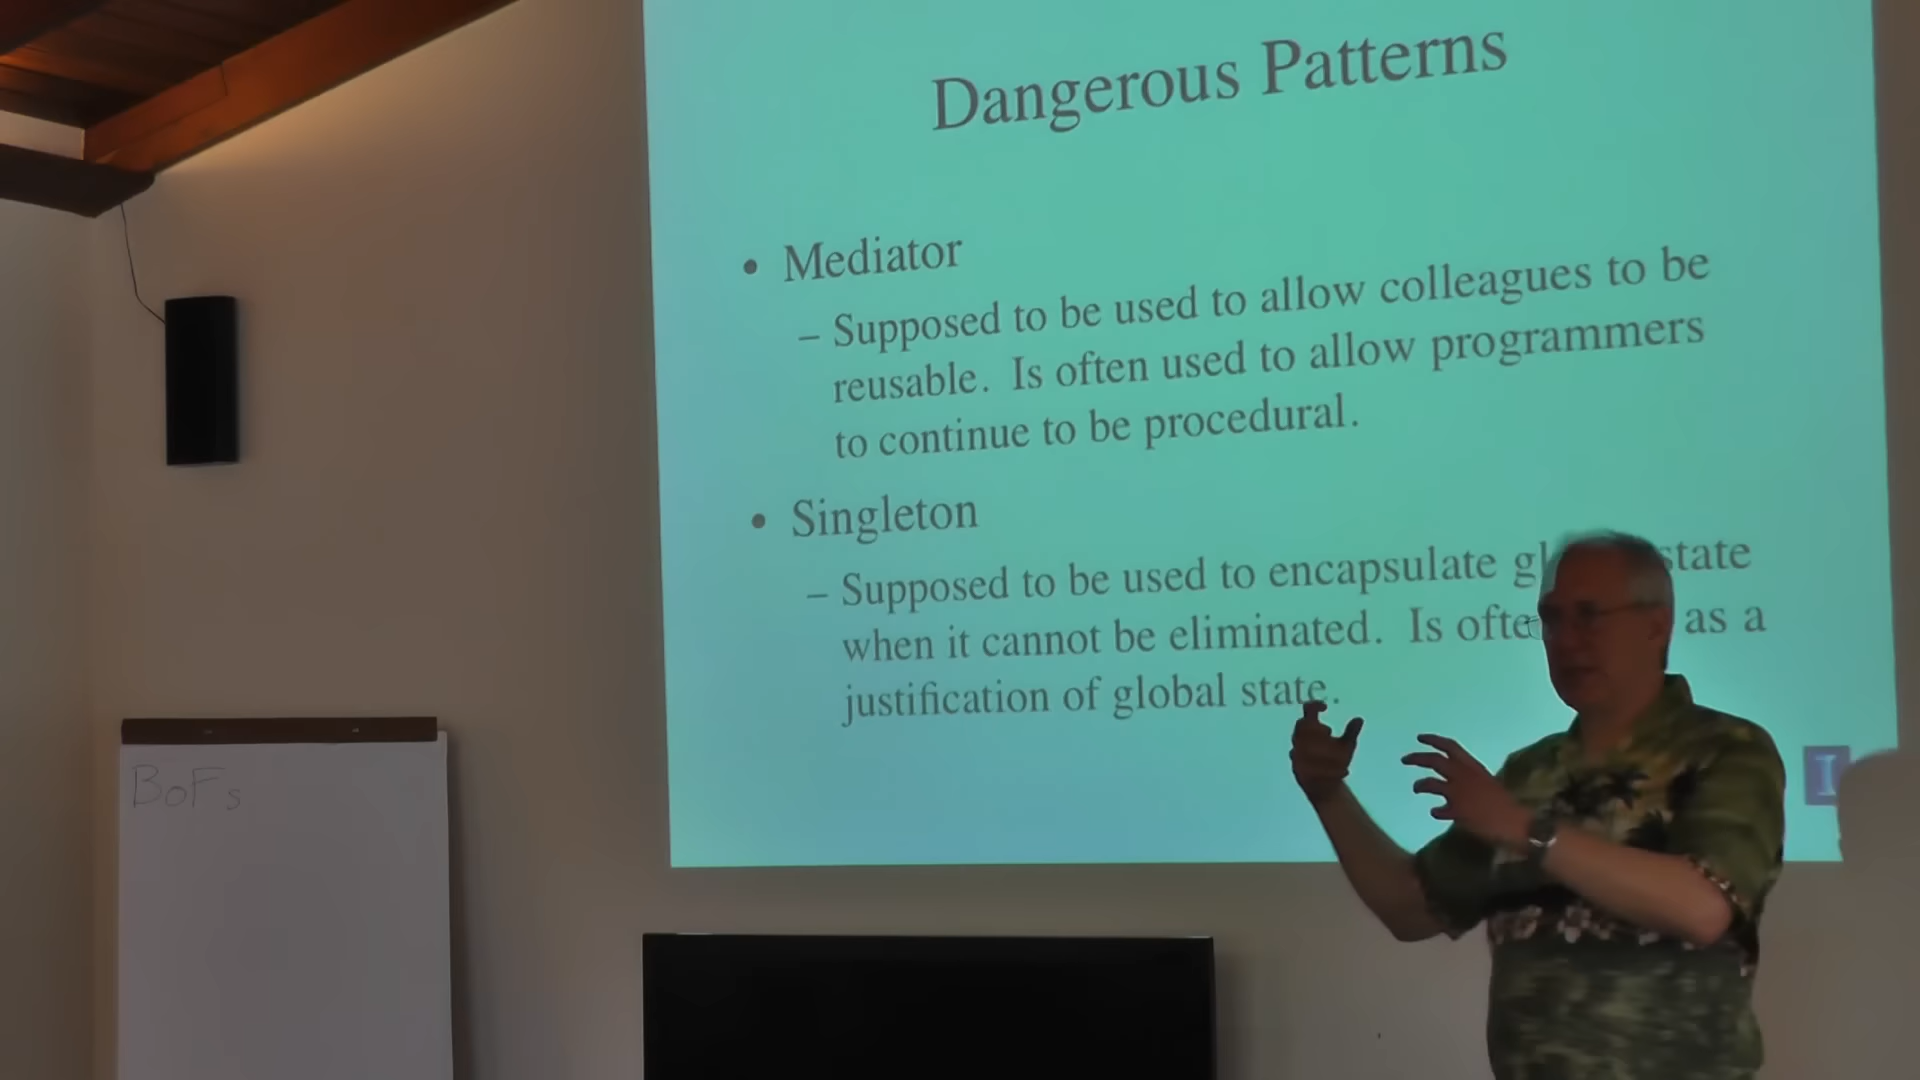 Dangerous Patterns
• Mediator
– Supposed to be used to allow colleagues to be
reusable. Is often used to allow programmers
to continue to be procedural.
• Singleton
– Supposed to be used to encapsulate state
when it cannot be eliminated. Is as a
justification of global state.
I
BoFs